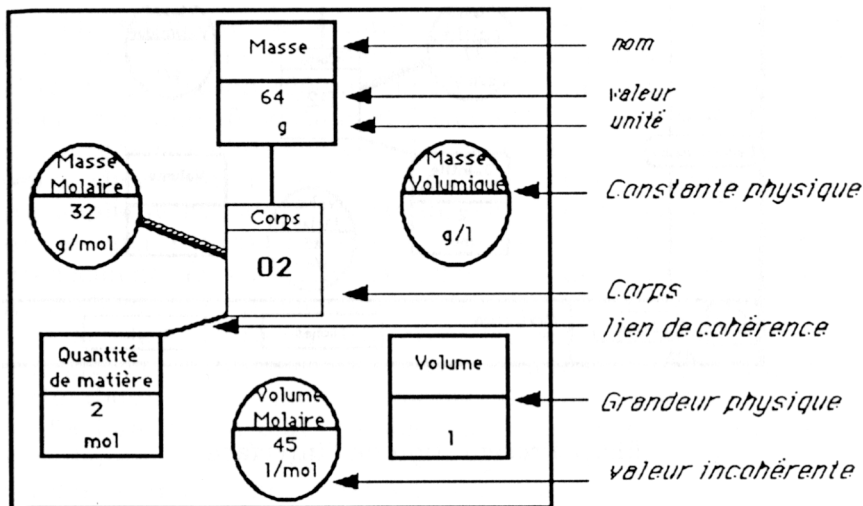 Masse
nom
64
valeur
g
unité
Masse
Molaire
32
g/mol
Masse
Volumique
g/l
Constante physique
Corps
O2
Corps
lien de cohérence
Quantité
de matière
2
mol
Volume
Molaire
45
l/mol
Volume
l
Grandeur physique
valeur incohérente